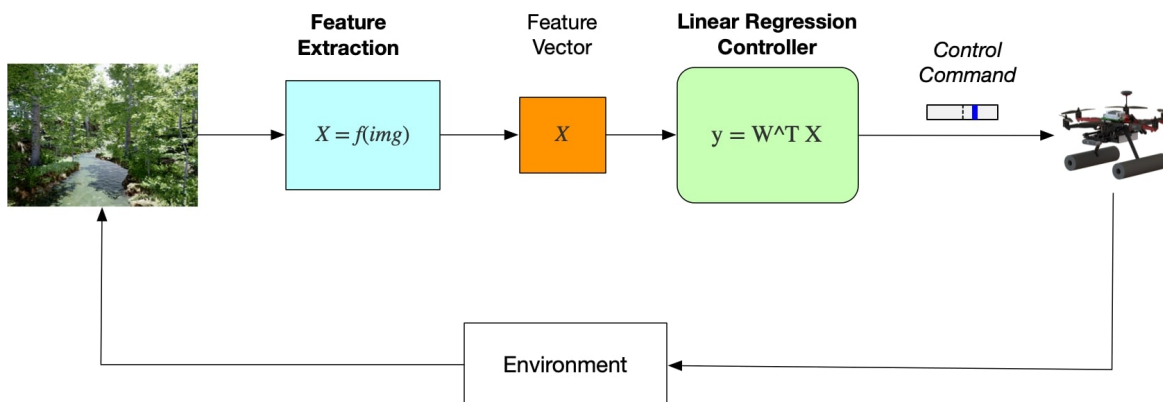 Feature
Extraction
Feature
Vector
Linear Regression
Controller
Control
Command
X = f(img)
X
y = W^T X
Environment